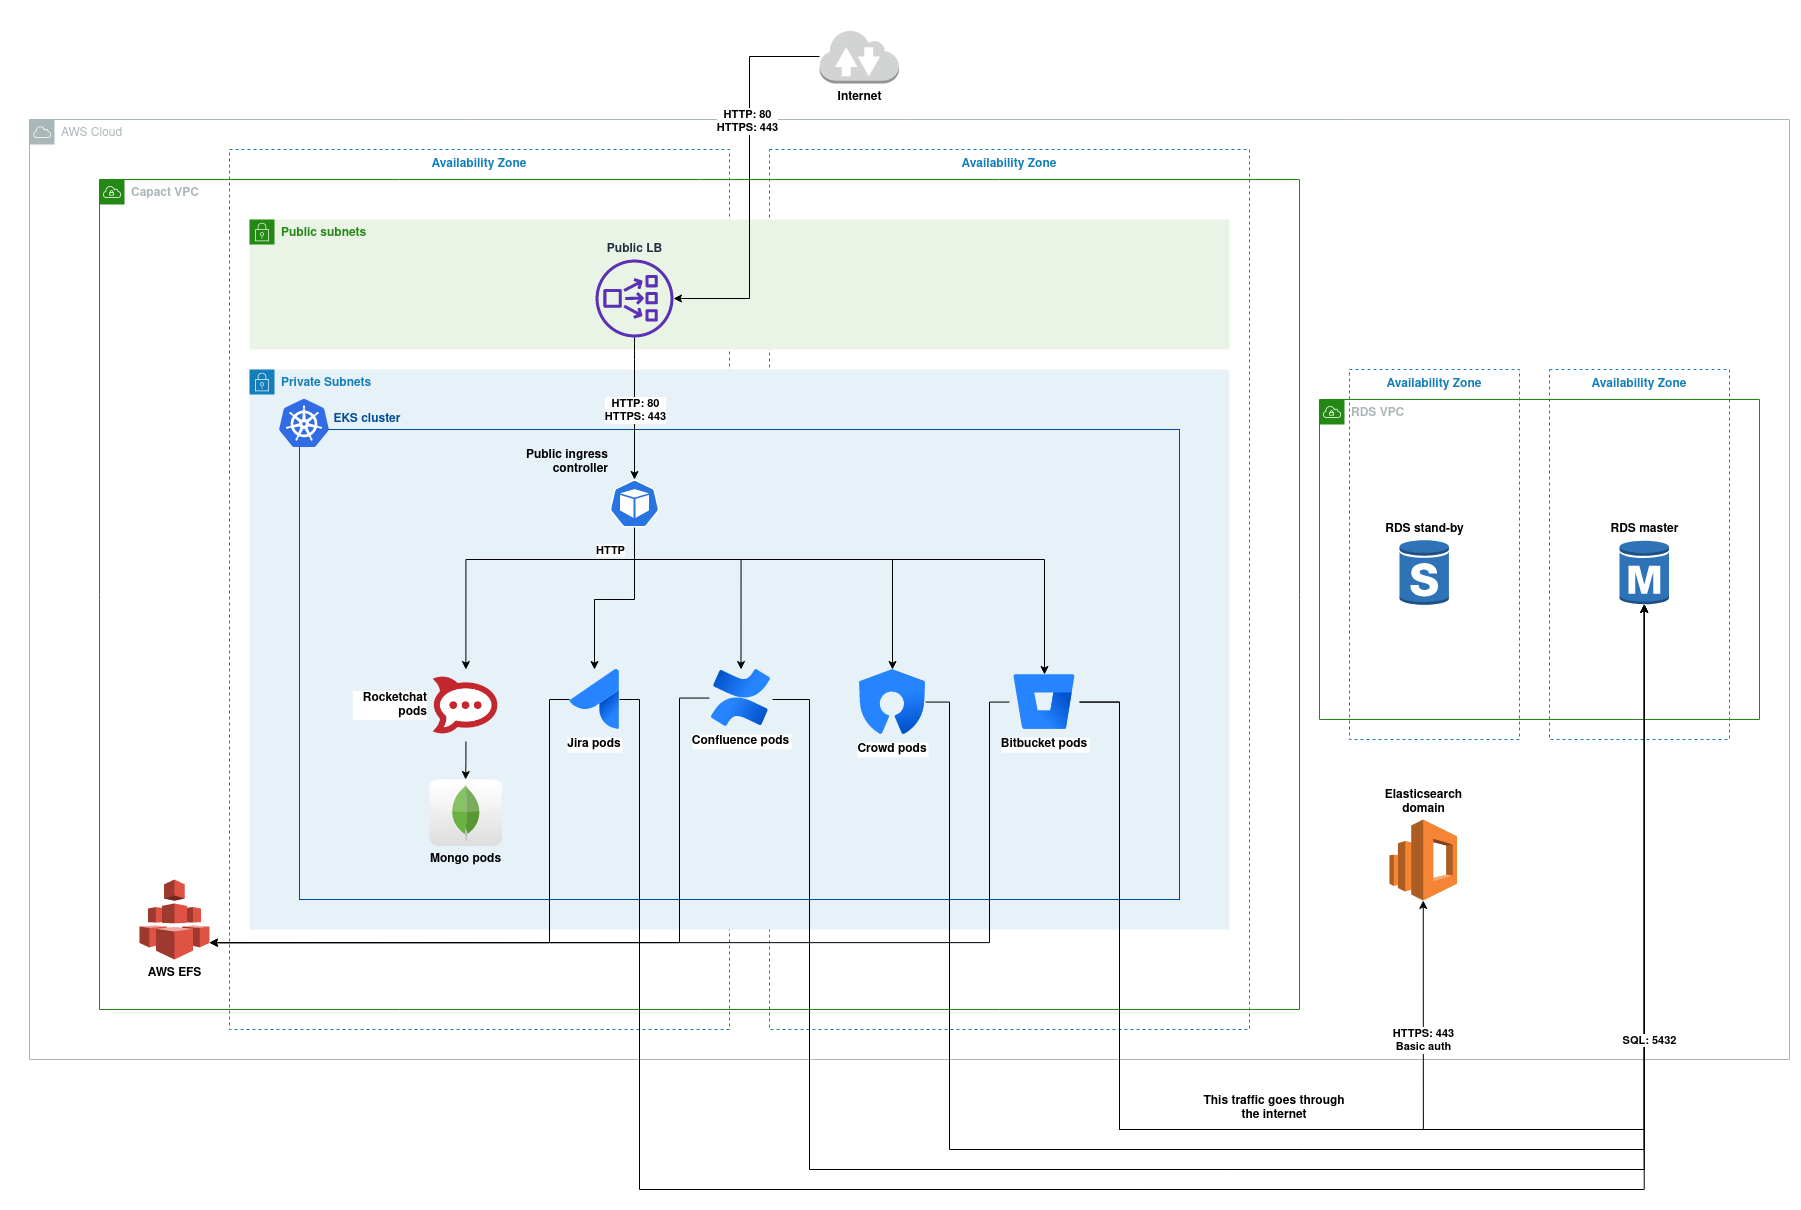 Internet
HTTP: 80
HTTPS: 443
AWS Cloud
Availability Zone
Availability Zone
Capact VPC
Public subnets
Public LB
Private Subnets
EKS cluster
HTTP: 80
HTTPS: 443
Public ingress
controller
HTTP
Rocketchat
pods
Jira pods
Confluence pods
Crowd pods
Bitbucket pods
Mongo pods
AWS EFS
Availability Zone
Availability Zone
RDS VPC
RDS stand-by
S
RDS master
M
Elasticsearch
domain
HTTPS: 443
Basic auth
SQL: 5432
This traffic goes through
the internet